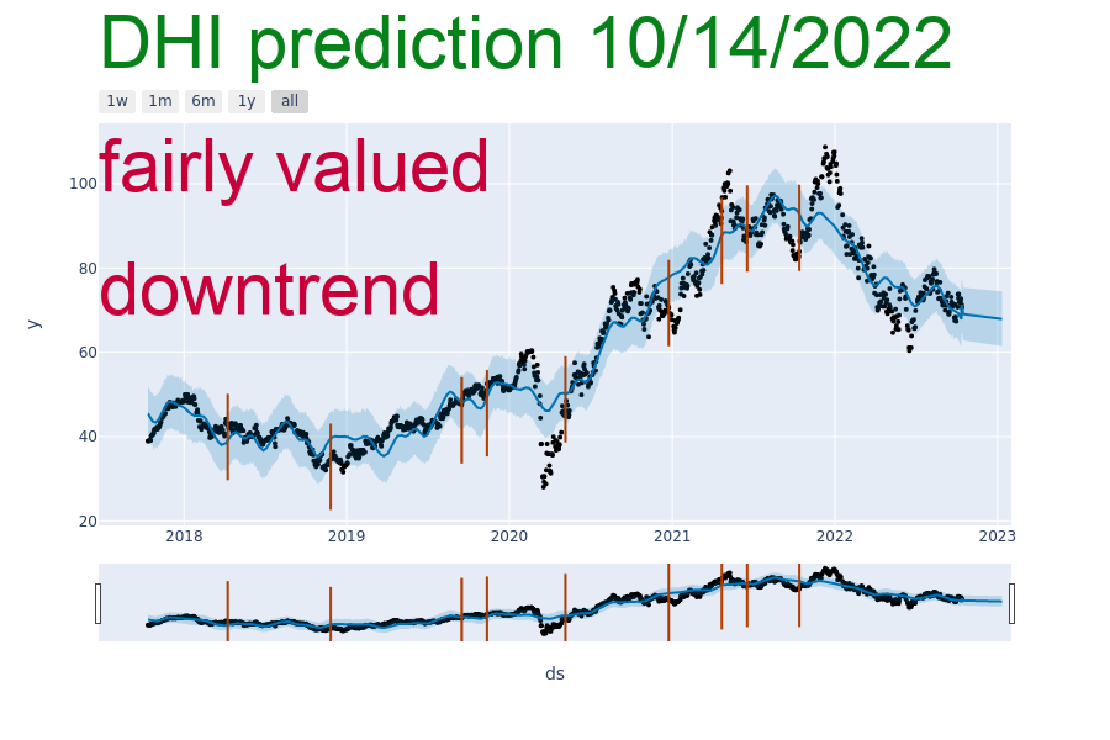 DHI prediction 10/14/2022
1w 1m 6m 1y all
fairly valued
100
downtrend
80
y
60
40
20
2018 2019 2020 2021 2022 2023
ds